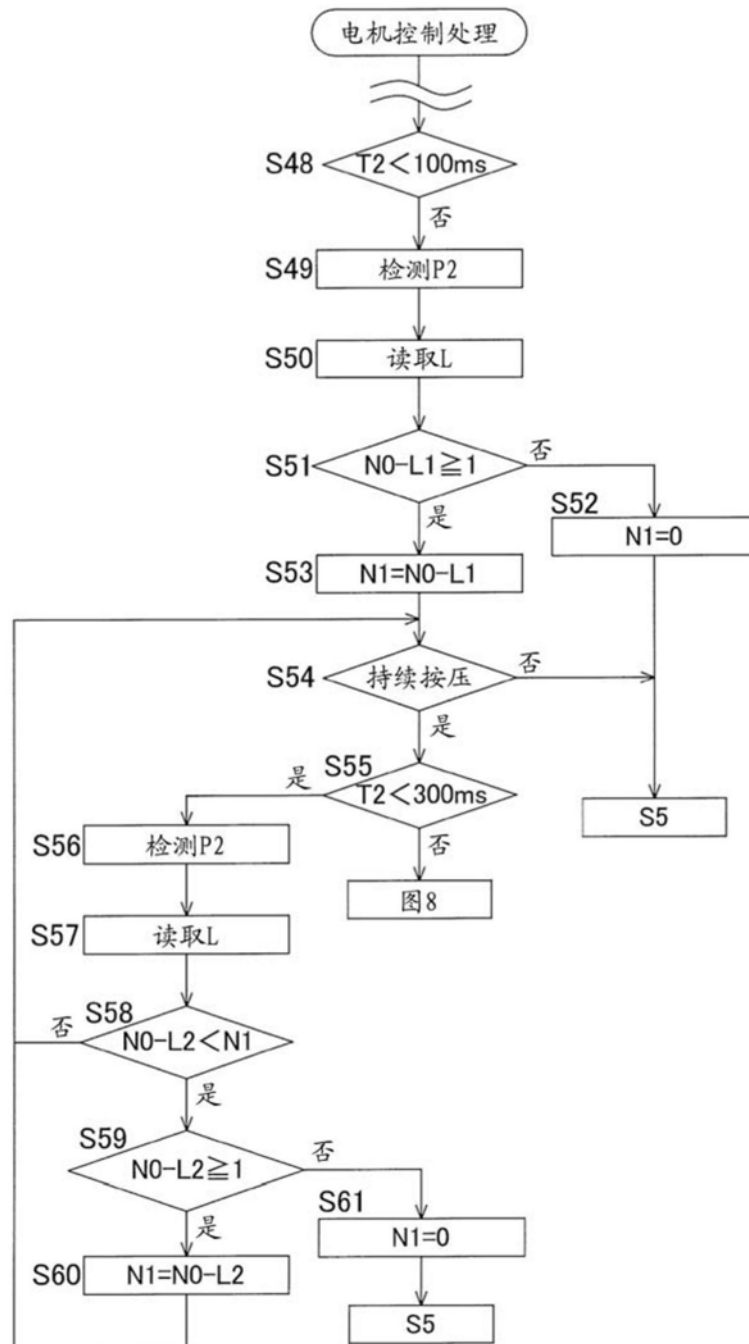 电机控制处理
S48
T2＜100ms
否
S49
检测P2
S50
读取L
S51
N0-L1≧1
否
是
S52
N1=0
S53
N1=N0-L1
S54
持续按压
否
是
S55
T2＜300ms
是
否
S5
S56
检测P2
图8
S57
读取L
S58
N0-L2＜N1
否
是
S59
N0-L2≧1
否
是
S61
N1=0
S60
N1=N0-L2
S5